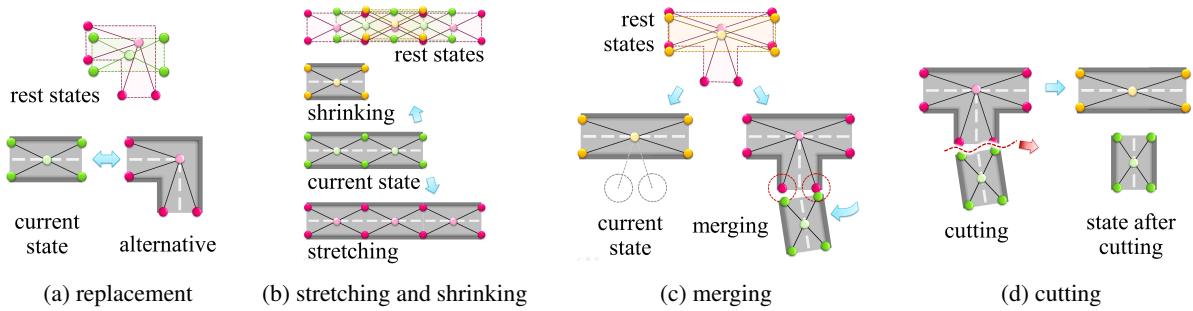 rest states
current
state
alternative
(a) replacement
rest states
shrinking
current state
stretching
(b) stretching and shrinking
rest
states
current
state
merging
(c) merging
cutting
state after
cutting
(d) cutting